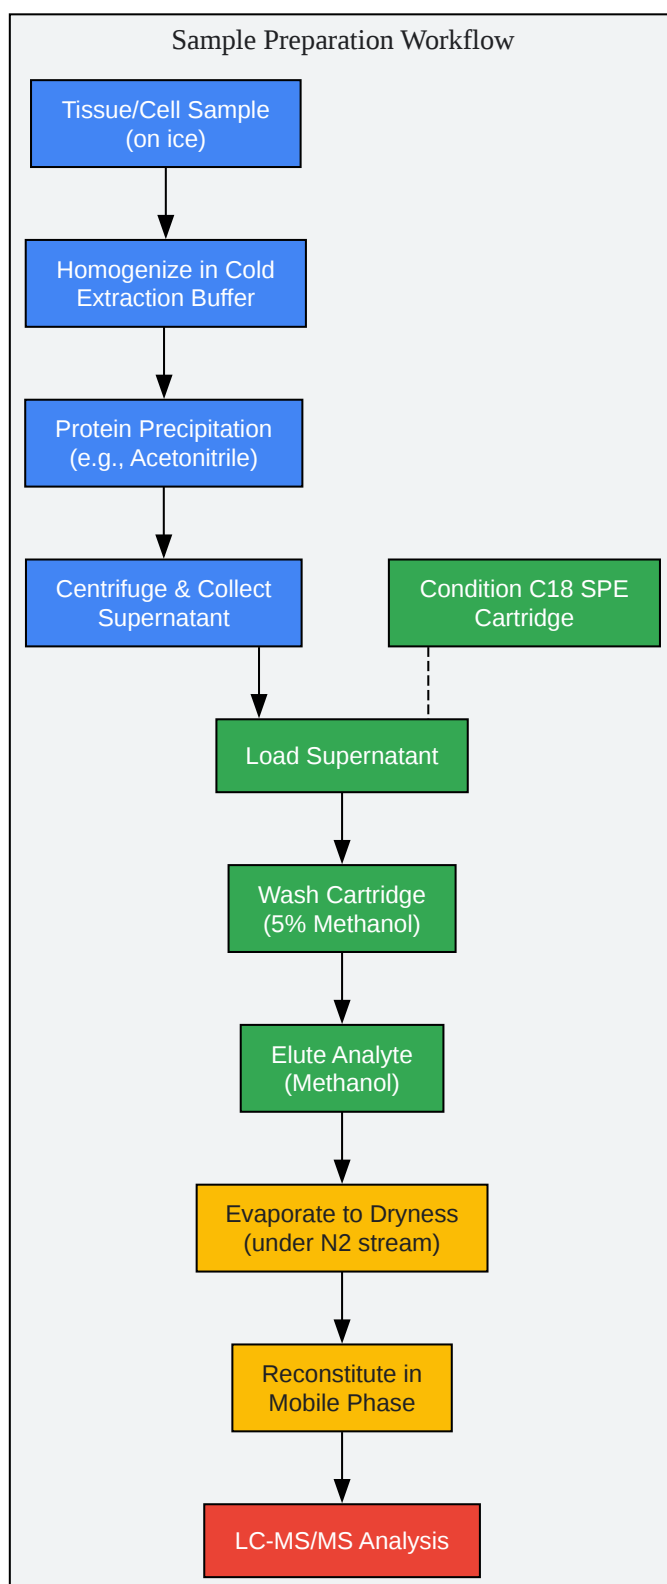 Sample Preparation Workflow
Tissue/Cell Sample
(on ice)
Homogenize in Cold
Extraction Buffer
Protein Precipitation
(e.g., Acetonitrile)
Centrifuge & Collect
Supernatant
Condition C18 SPE
Cartridge
Load Supernatant
Wash Cartridge
(5% Methanol)
Elute Analyte
(Methanol)
Evaporate to Dryness
(under N2 stream)
Reconstitute in
Mobile Phase
LC-MS/MS Analysis